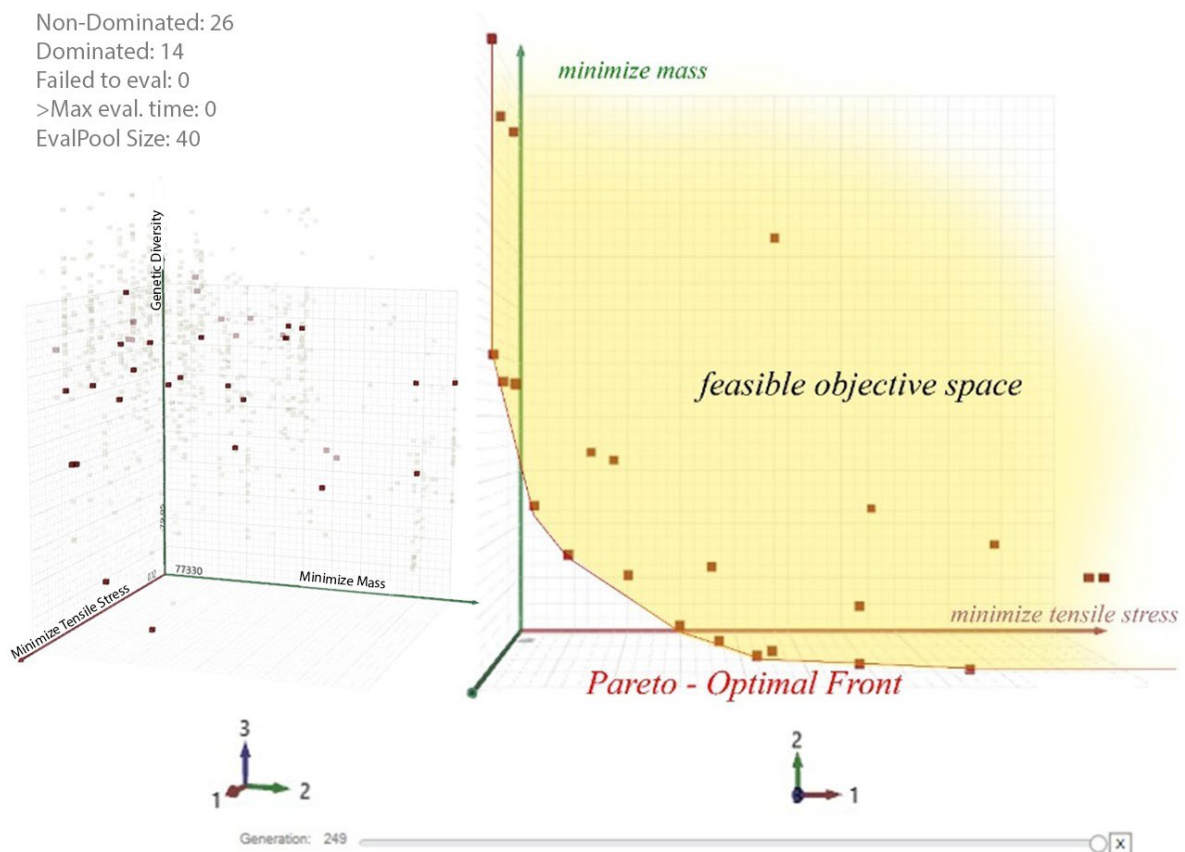 Non-Dominated: 26
Dominated: 14
Failed to eval: 0
>Max eval. time: 0
EvalPool Size: 40
minimize mass
Genetic Diversity
feasible objective space
77330
Minimize Mass
Minimize Tensile Stress
minimize tensile stress
Pareto - Optimal Front
3
1
2
2
1
Generation: 249
X